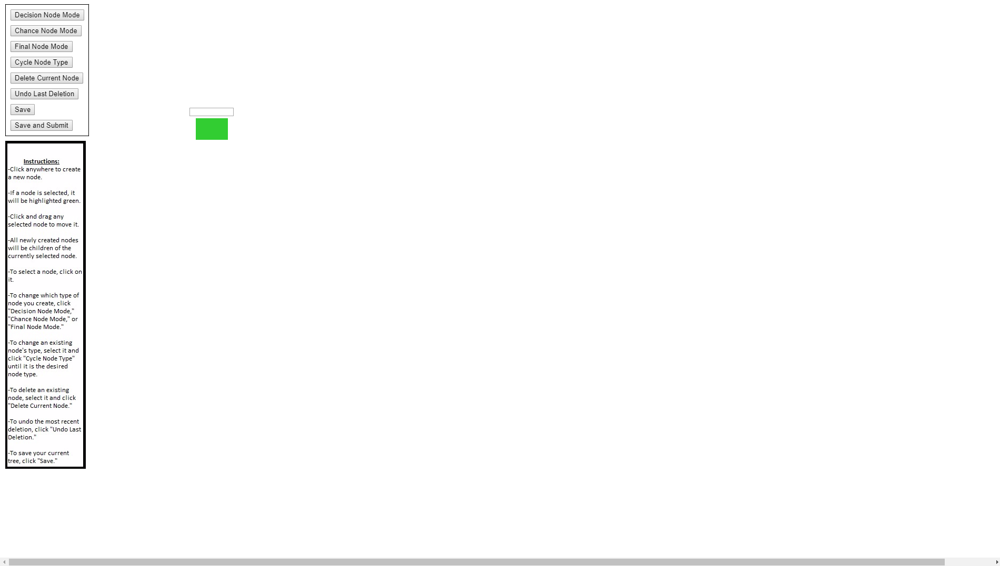 Decision Node Mode
Chance Node Mode
Final Node Mode
Cycle Node Type
Delete Current Node
Undo Last Deletion
Save
Save and Submit
Instructions:
-Click anywhere to create
a new node.
-If a node is selected, it
will be highlighted green.
-Click and drag any
selected node to move it.
-All newly created nodes
will be children of the
currently selected node.
-To select a node, click on
it.
-To change which type of
node you create, click
"Decision Node Mode,"
"Chance Node Mode," or
"Final Node Mode."
-To change an existing
node's type, select it and
click "Cycle Node Type"
until it is the desired
node type.
-To delete an existing
node, select it and click
"Delete Current Node."
-To undo the most recent
deletion, click "Undo Last
Deletion."
-To save your current
tree, click "Save."